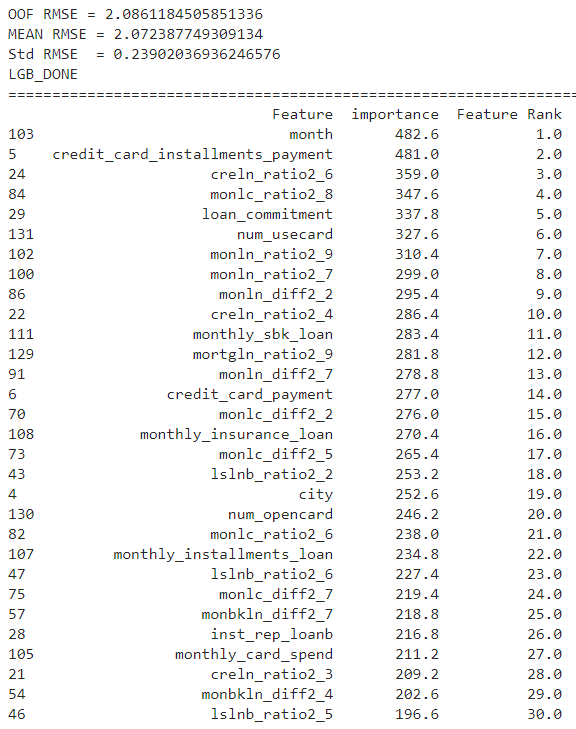 OOF RMSE = 2.0861184505851336
MEAN RMSE = 2.072387749309134
Std RMSE  = 0.23902036936246576
LGB_DONE
================================================================
Feature importance Feature Rank
103 month 482.6 1.0
5 credit_card_installments_payment 481.0 2.0
24 creln_ratio2_6 359.0 3.0
84 monlc_ratio2_8 347.6 4.0
29 loan_commitment 337.8 5.0
131 num_usecard 327.6 6.0
102 monln_ratio2_9 310.4 7.0
100 monln_ratio2_7 299.0 8.0
86 monln_diff2_2 295.4 9.0
22 creln_ratio2_4 286.4 10.0
111 monthly_sbk_loan 283.4 11.0
129 mortgln_ratio2_9 281.8 12.0
91 monln_diff2_7 278.8 13.0
6 credit_card_payment 277.0 14.0
70 monlc_diff2_2 276.0 15.0
108 monthly_insurance_loan 270.4 16.0
73 monlc_diff2_5 265.4 17.0
43 lslnb_ratio2_2 253.2 18.0
4 city 252.6 19.0
130 num_opencard 246.2 20.0
82 monlc_ratio2_6 238.0 21.0
107 monthly_installments_loan 234.8 22.0
47 lslnb_ratio2_6 227.4 23.0
75 monlc_diff2_7 219.4 24.0
57 monbkln_diff2_7 218.8 25.0
28 inst_rep_loanb 216.8 26.0
105 monthly_card_spend 211.2 27.0
21 creln_ratio2_3 209.2 28.0
54 monbkln_diff2_4 202.6 29.0
46 lslnb_ratio2_5 196.6 30.0